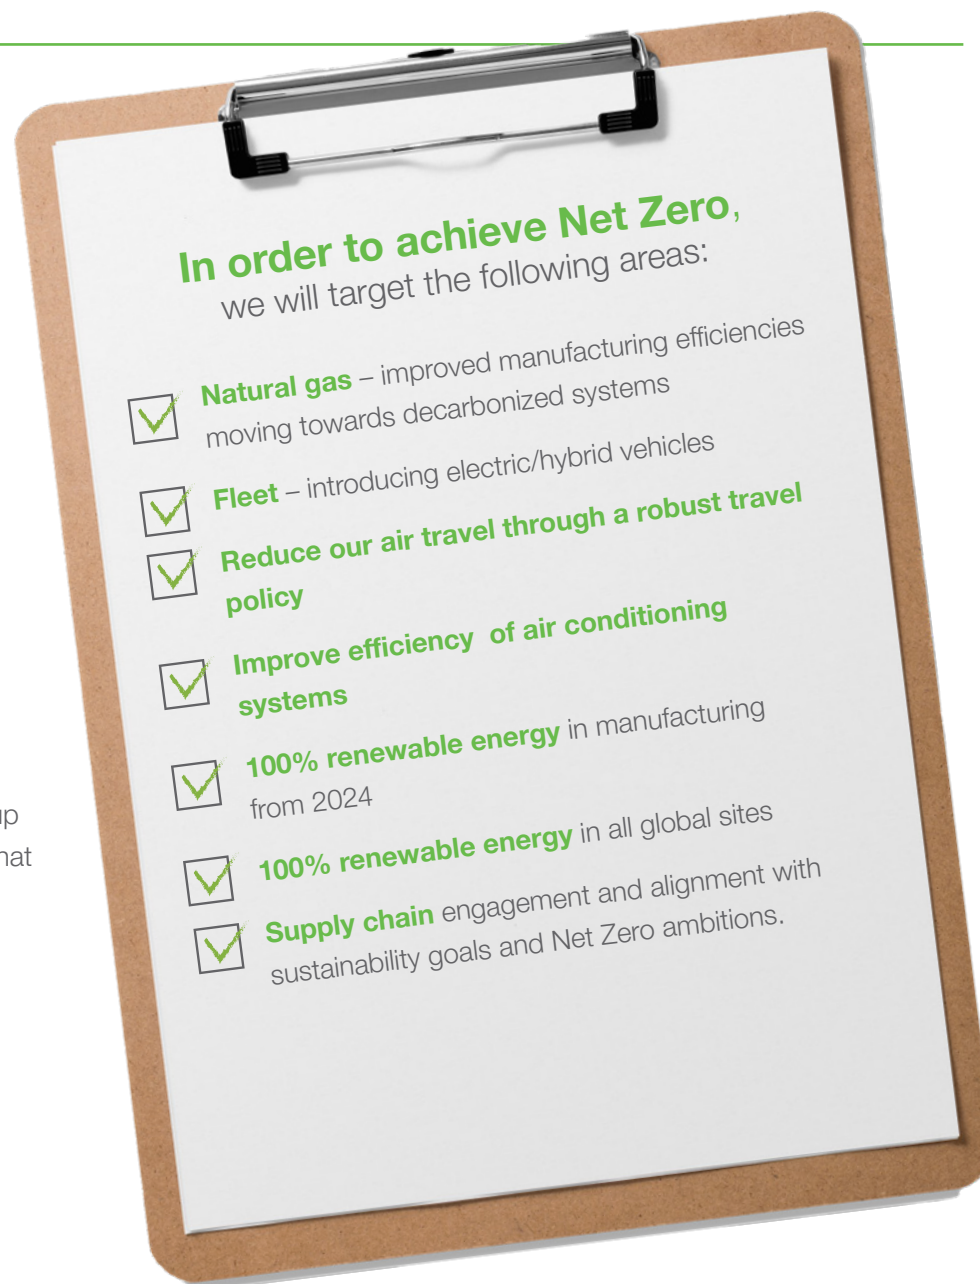 In order to achieve Net Zero,
we will target the following areas:
Natural gas – improved manufacturing efficiencies
moving towards decarbonized systems
Fleet – introducing electric/hybrid vehicles
Reduce our air travel through a robust travel
policy
Improve efficiency  of air conditioning
systems
100% renewable energy in manufacturing
from 2024
100% renewable energy in all global sites
Supply chain engagement and alignment with
sustainability goals and Net Zero ambitions.